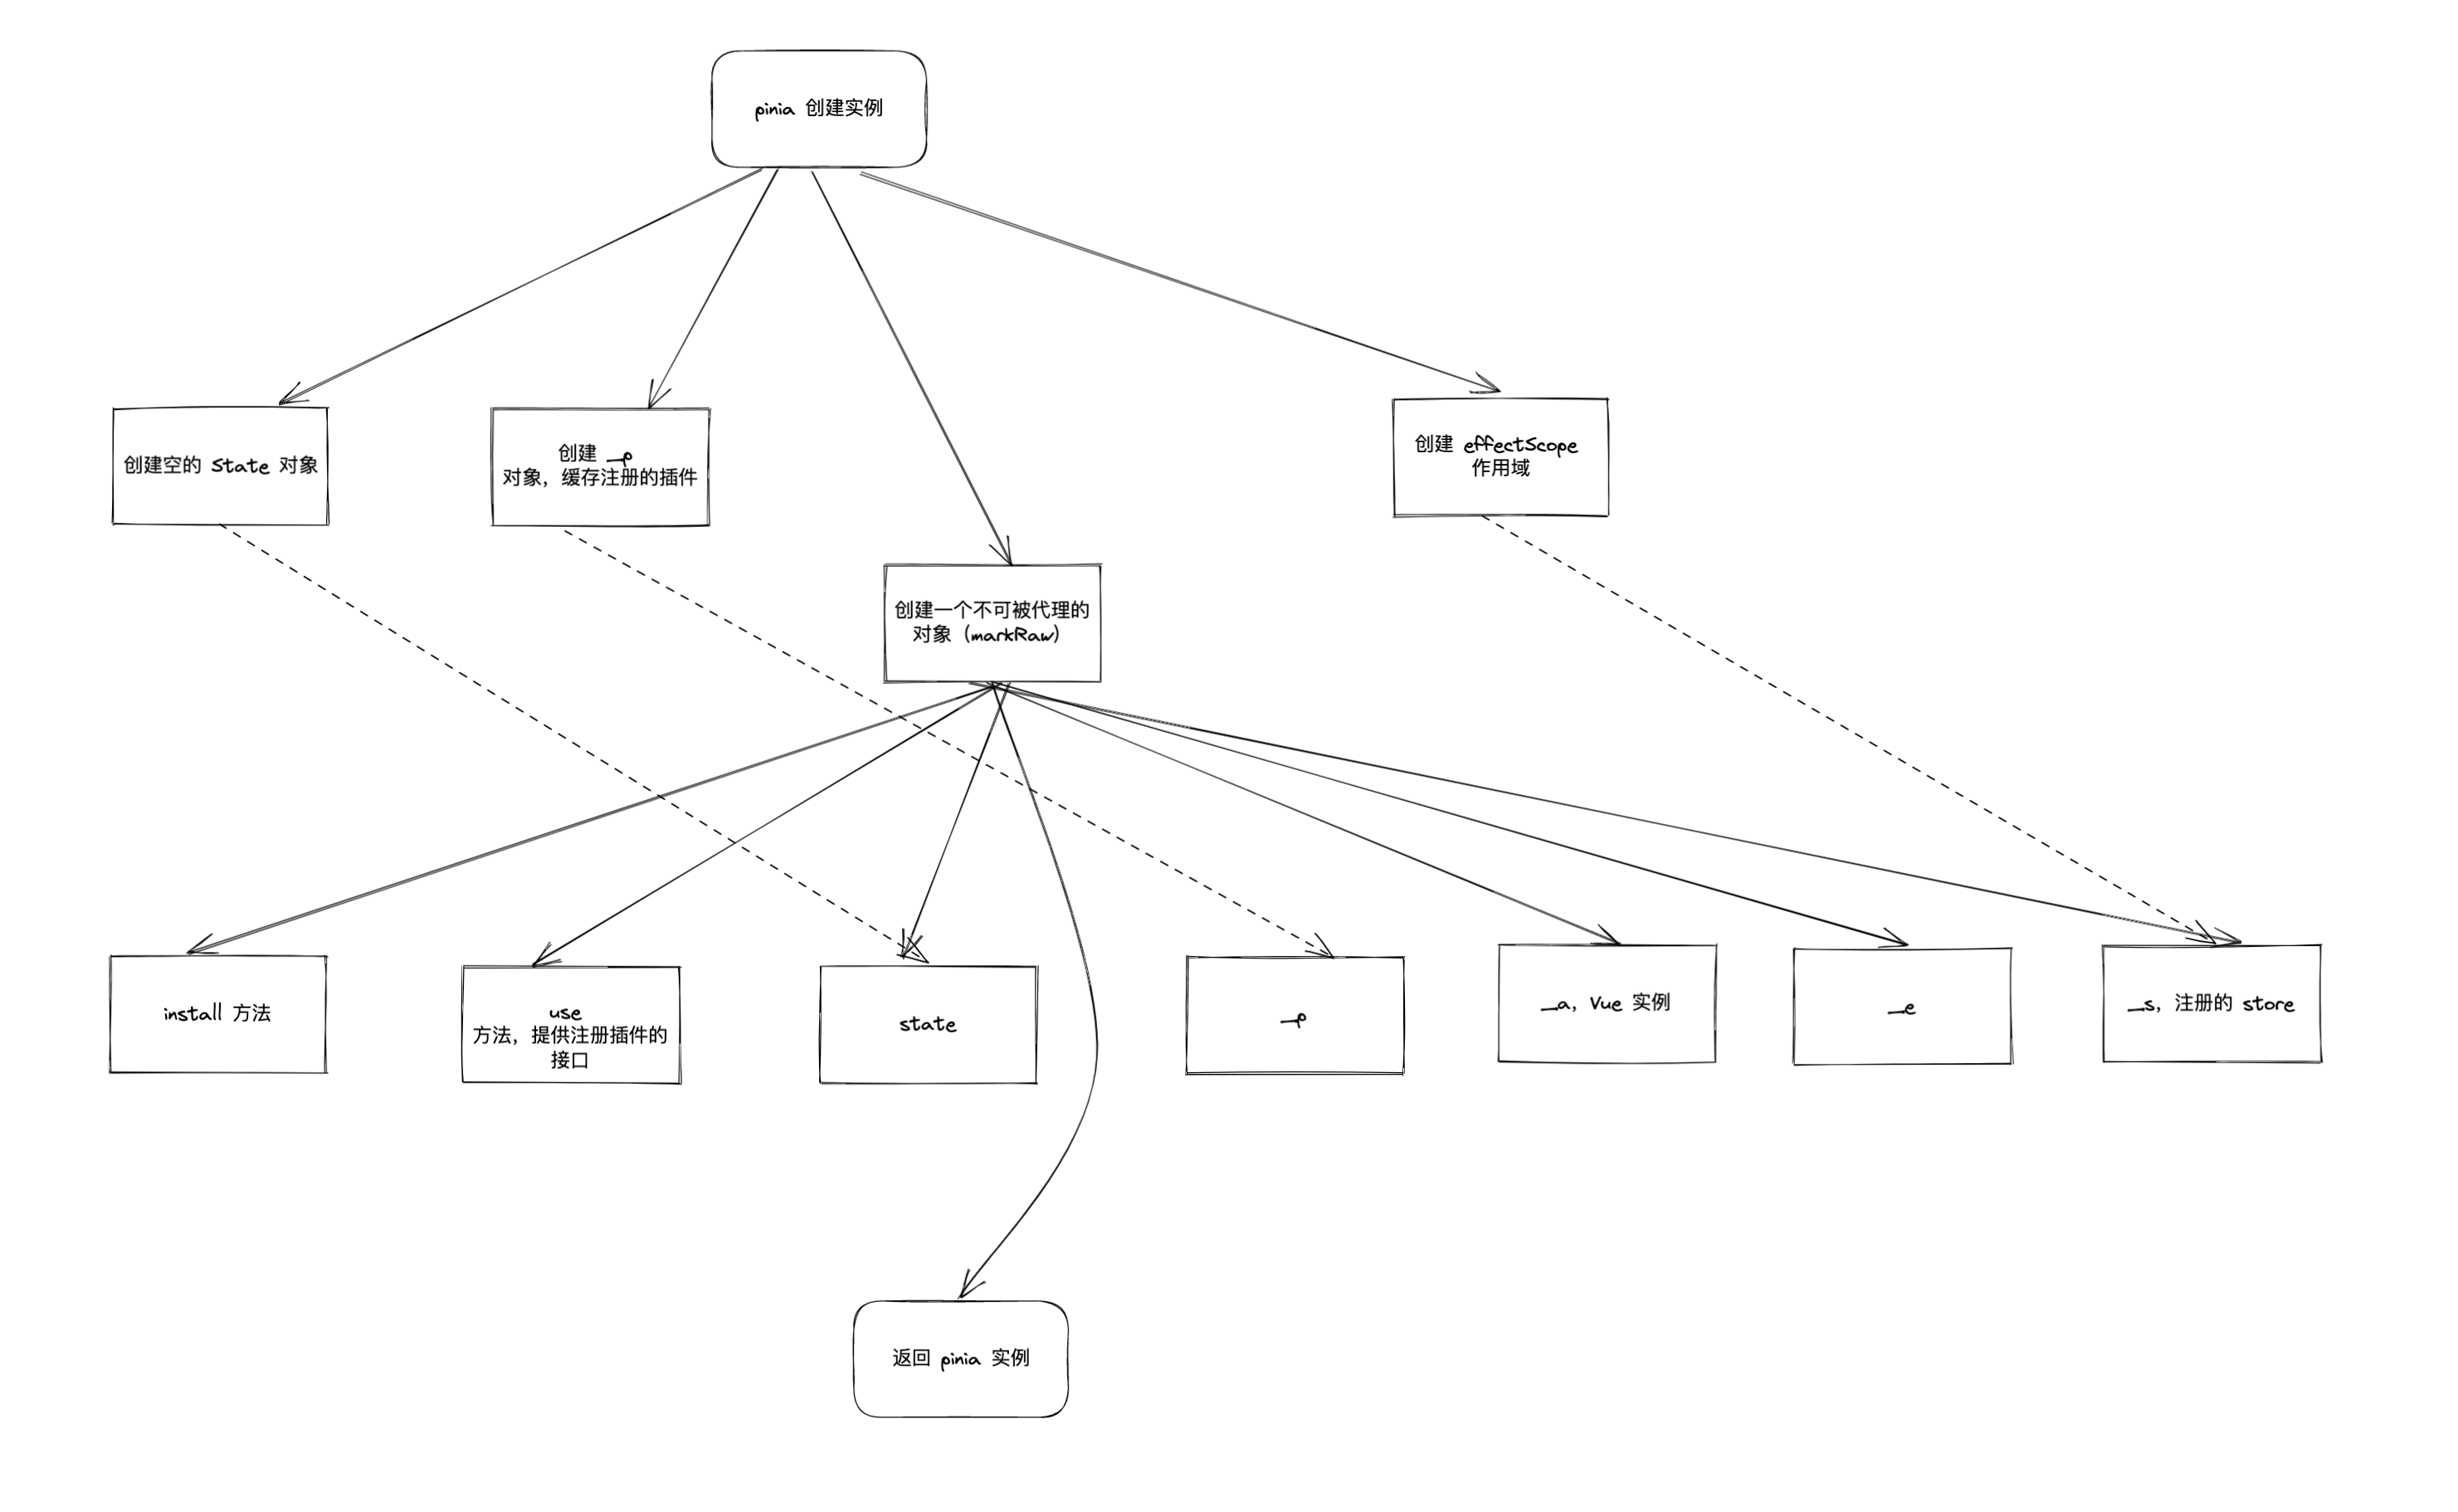 pinia 创建实例
创建空的 State 对象
创建 _p
对象，缓存注册的插件
创建 effectScope
作用域
创建一个不可被代理的
对象（markRaw）
install 方法
use
方法，提供注册插件的
接口
state
_p
_a，Vue 实例
_e
_s，注册的 store
返回 pinia 实例